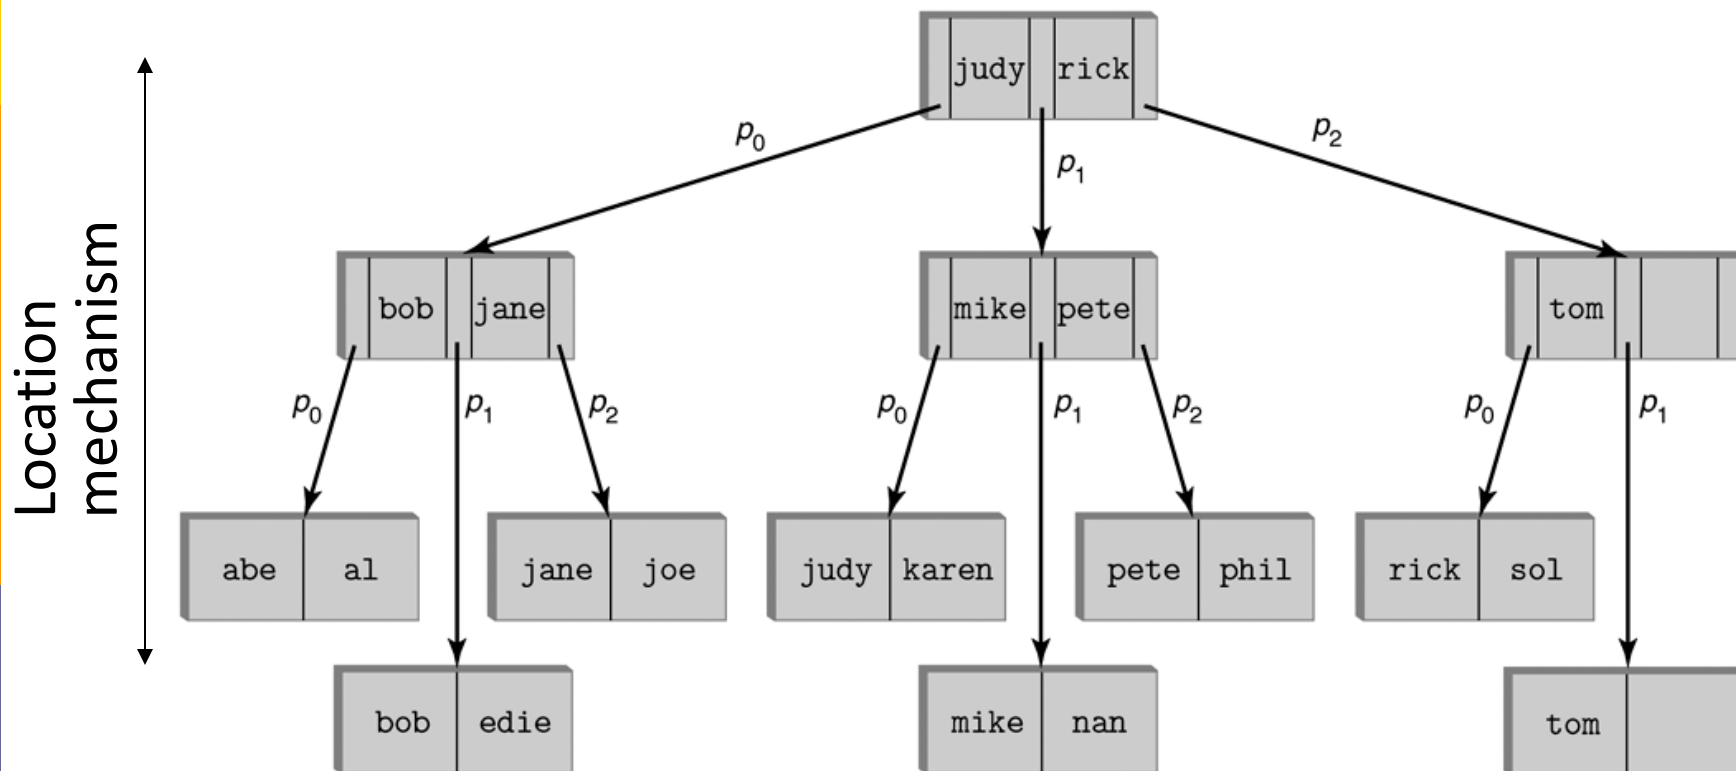 judy rick
p0
p1
p2
Location
mechanism
bob jane
mike pete
tom
p0
p1
p2
p0
p1
p2
p0
p1
abe al
jane joe
judy karen
pete phil
rick sol
bob edie
mike nan
tom